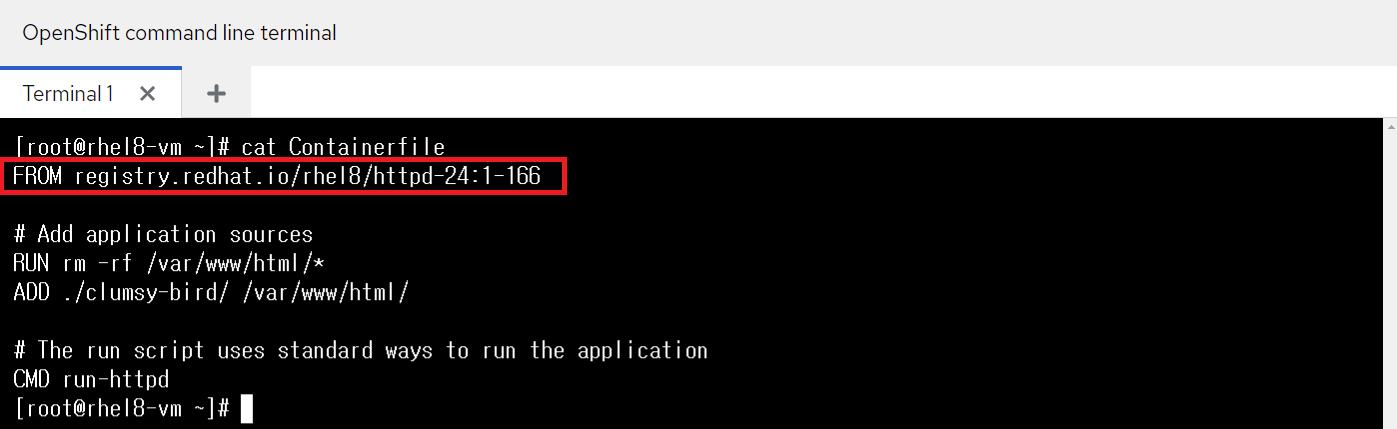 OpenShift command line terminal
Terminal 1
[root@rhel8-vm ~]# cat Containerfile
FROM registry.redhat.io/rhel8/httpd-24:1-166
# Add application sources
RUN rm -rf /var/www/html/*
ADD ./clumsy-bird/ /var/www/html/
# The run script uses standard ways to run the application
CMD run-httpd
[root@rhel8-vm ~]#